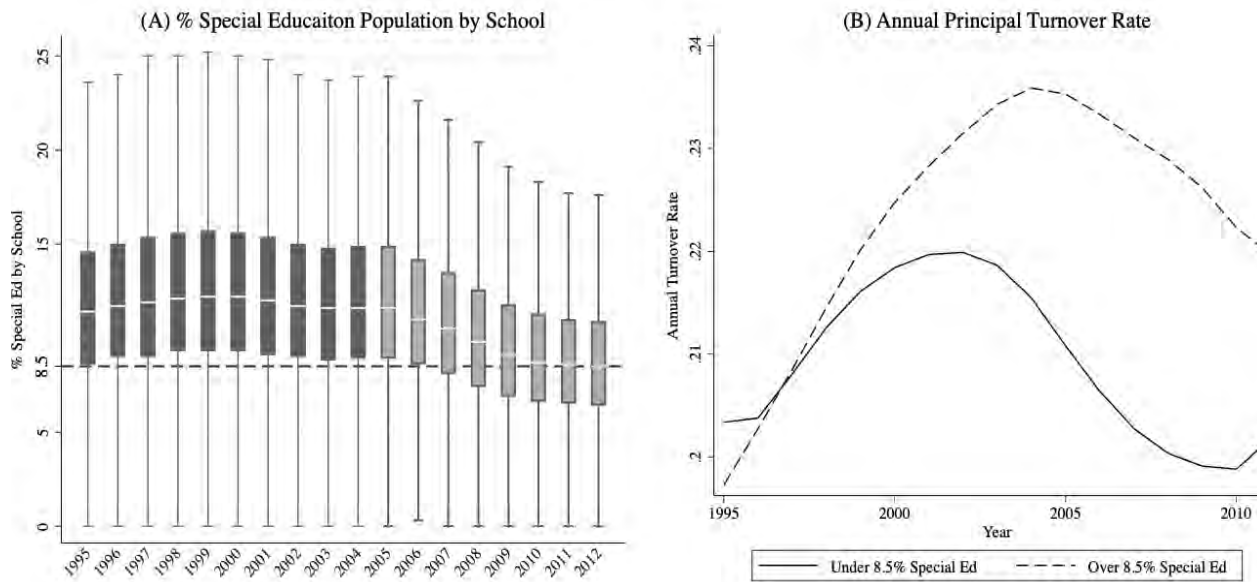 (A) % Special Educaiton Population by School
% Special Ed by School
25
20
15
8.5
5
0
1995 1996 1997 1998 1999 2000 2001 2002 2003 2004 2005 2006 2007 2008 2009 2010 2011 2012
(B) Annual Principal Turnover Rate
Annual Turnover Rate
.24
.23
.22
.21
.2
1995 2000 2005 2010
Year
Under 8.5% Special Ed Over 8.5% Special Ed